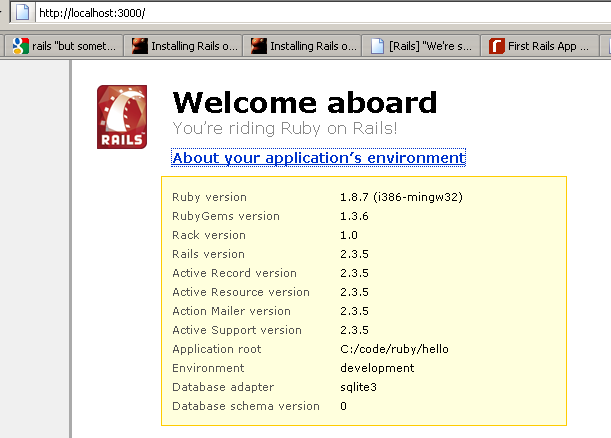 http://localhost:3000/
rails "but somet... Installing Rails o... Installing Rails o... [Rails] "We're s... First Rails App ...
RAILS
Welcome aboard
You're riding Ruby on Rails!
About your application's environment
Ruby version 1.8.7 (i386-mingw32)
RubyGems version 1.3.6
Rack version 1.0
Rails version 2.3.5
Active Record version 2.3.5
Active Resource version 2.3.5
Action Mailer version 2.3.5
Active Support version 2.3.5
Application root C:/code/ruby/hello
Environment development
Database adapter sqlite3
Database schema version 0